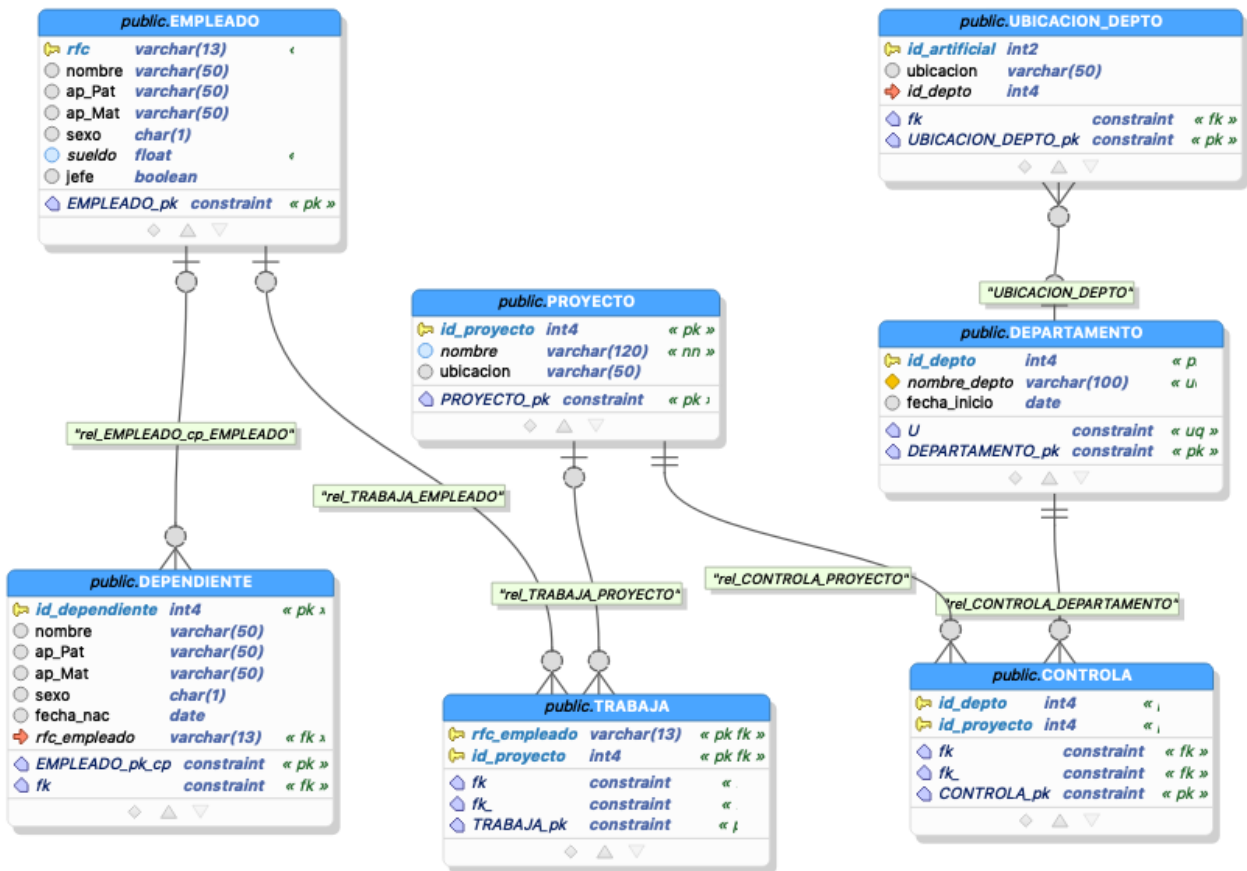 public.EMPLEADO
rfc varchar(13) «
nombre varchar(50)
ap_Pat varchar(50)
ap_Mat varchar(50)
sexo char(1)
sueldo float «
jefe boolean
EMPLEADO_pk constraint « pk »
public.UBICACION_DEPTO
id_artificial int2
ubicacion varchar(50)
id_depto int4
fk constraint « fk »
UBICACION_DEPTO_pk constraint « pk »
"UBICACION_DEPTO"
public.PROYECTO
id_proyecto int4 « pk »
nombre varchar(120) « nn »
ubicacion varchar(50)
PROYECTO_pk constraint « pk
public.DEPARTAMENTO
id_depto int4 « p
nombre_depto varchar(100) « u
fecha_inicio date
U constraint « uq »
DEPARTAMENTO_pk constraint « pk »
"rel_EMPLEADO_cp_EMPLEADO"
"rel_TRABAJA_EMPLEADO"
"rel_TRABAJA_PROYECTO"
"rel_CONTROLA_PROYECTO"
"rel_CONTROLA_DEPARTAMENTO"
public.DEPENDIENTE
id_dependiente int4 « pk »
nombre varchar(50)
ap_Pat varchar(50)
ap_Mat varchar(50)
sexo char(1)
fecha_nac date
rfc_empleado varchar(13) « fk »
EMPLEADO_pk_cp constraint « pk »
fk constraint « fk »
public.TRABAJA
rfc_empleado varchar(13) « pk fk »
id_proyecto int4 « pk fk »
fk constraint «
fk_ constraint «
TRABAJA_pk constraint «
public.CONTROLA
id_depto int4 «
id_proyecto int4 «
fk constraint « fk »
fk_ constraint « fk »
CONTROLA_pk constraint « pk »